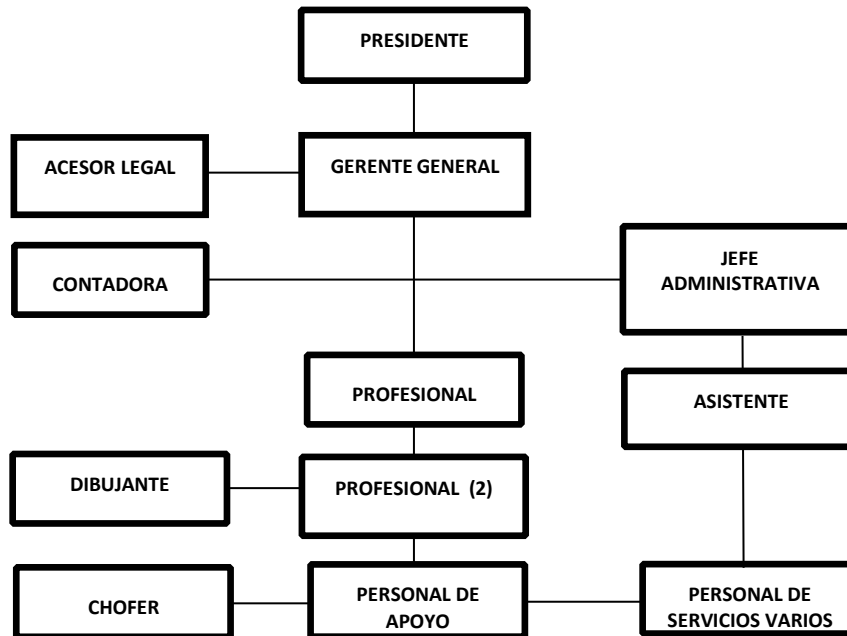 PRESIDENTE
ACESOR LEGAL
GERENTE GENERAL
CONTADORA
JEFE
ADMINISTRATIVA
PROFESIONAL
ASISTENTE
DIBUJANTE
PROFESIONAL (2)
CHOFER
PERSONAL DE
APOYO
PERSONAL DE
SERVICIOS VARIOS